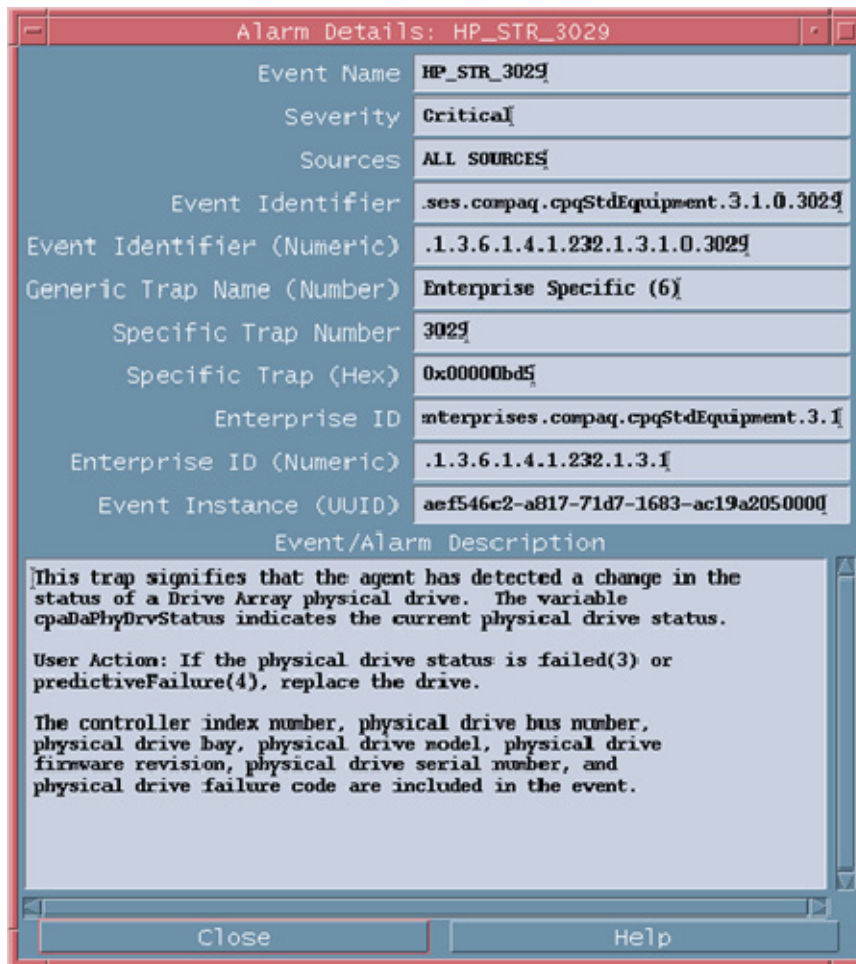 Alarm Details: HP_STR_3029
Event Name HP_STR_3029
Severity Critical
Sources ALL SOURCES
Event Identifier .ses.compaq.cpqStdEquipment.3.1.0.3029
Event Identifier (Numeric) .1.3.6.1.4.1.232.1.3.1.0.3029
Generic Trap Name (Number) Enterprise Specific (6)
Specific Trap Number 3029
Specific Trap (Hex) 0x00000bd5
Enterprise ID nterprises.compaq.cpqStdEquipment.3.1
Enterprise ID (Numeric) .1.3.6.1.4.1.232.1.3.1
Event Instance (UUID) aef546c2-a817-71d7-1683-ac19a2050000
Event/Alarm Description
This trap signifies that the agent has detected a change in the
status of a Drive Array physical drive. The variable
cpaDaPhyDrvStatus indicates the current physical drive status.
User Action: If the physical drive status is failed(3) or
predictiveFailure(4), replace the drive.
The controller index number, physical drive bus number,
physical drive bay, physical drive model, physical drive
firmware revision, physical drive serial number, and
physical drive failure code are included in the event.
Close Help